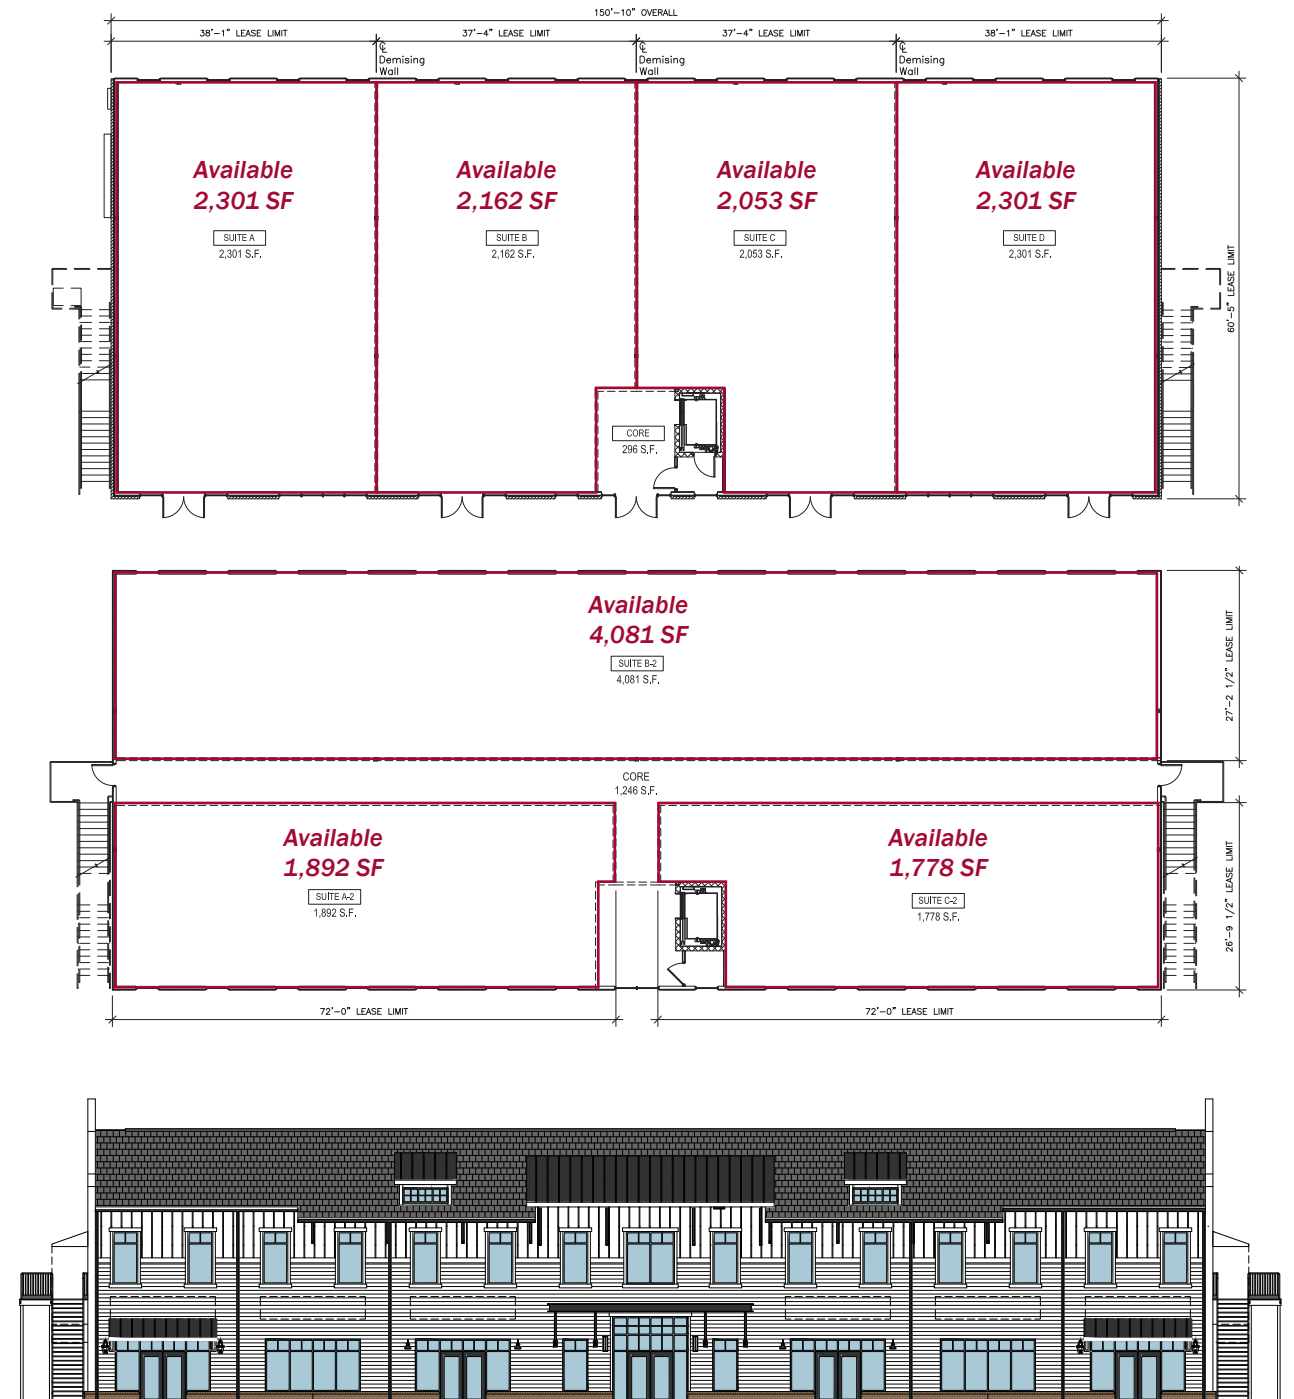 150'-10" OVERALL
38'-1" LEASE LIMIT
37'-4" LEASE LIMIT
37'-4" LEASE LIMIT
38'-1" LEASE LIMIT
℄
Demising
Wall
℄
Demising
Wall
℄
Demising
Wall
Available
2,301 SF
SUITE A
2,301 S.F.
Available
2,162 SF
SUITE B
2,162 S.F.
Available
2,053 SF
SUITE C
2,053 S.F.
Available
2,301 SF
SUITE D
2,301 S.F.
60'-5" LEASE LIMIT
CORE
296 S.F.
Available
4,081 SF
SUITE B-2
4,081 S.F.
27'-2 1/2" LEASE LIMIT
CORE
1,246 S.F.
Available
1,892 SF
SUITE A-2
1,892 S.F.
Available
1,778 SF
SUITE C-2
1,778 S.F.
26'-9 1/2" LEASE LIMIT
72'-0" LEASE LIMIT
72'-0" LEASE LIMIT